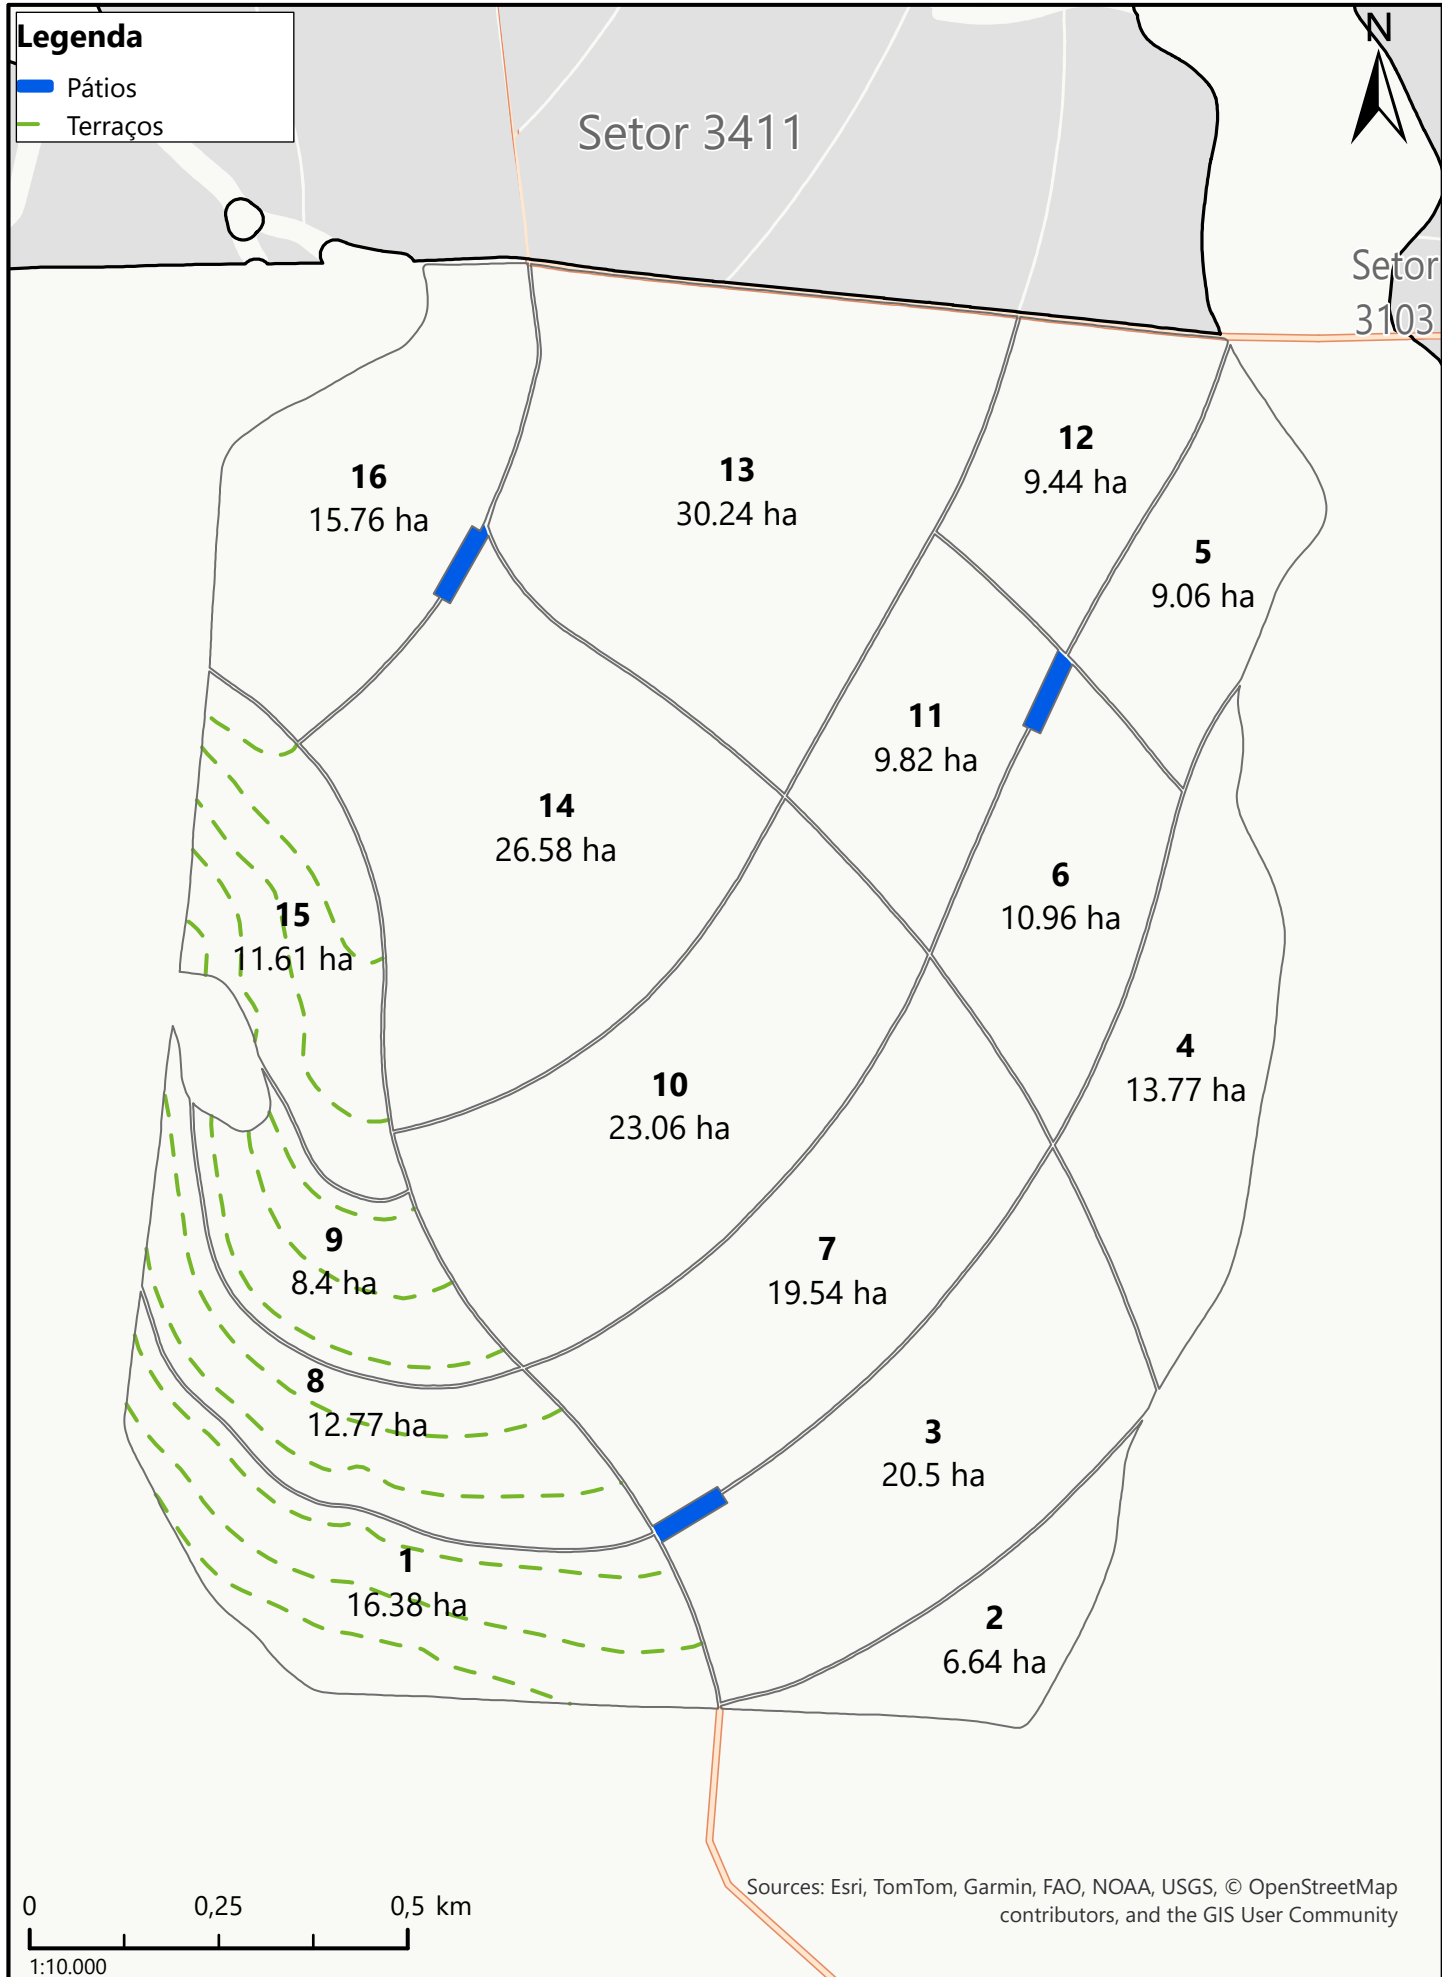 Legenda
Pátios
Terraços
N
Setor 3411
Setor
3103
12
9.44 ha
13
30.24 ha
16
15.76 ha
5
9.06 ha
11
9.82 ha
14
26.58 ha
6
10.96 ha
15
11.61 ha
4
13.77 ha
10
23.06 ha
9
8.4 ha
7
19.54 ha
8
12.77 ha
3
20.5 ha
1
16.38 ha
2
6.64 ha
Sources: Esri, TomTom, Garmin, FAO, NOAA, USGS, © OpenStreetMap
contributors, and the GIS User Community
0 0,25 0,5 km
1:10.000